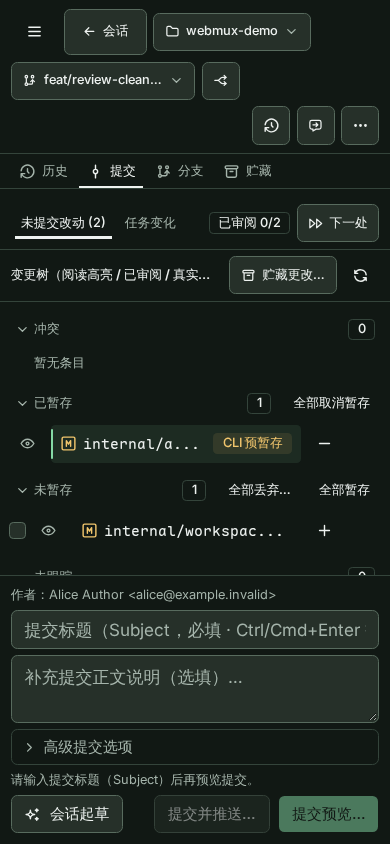 会话
webmux-demo
feat/review-clean...
历史
提交
分支
贮藏
未提交改动 (2)
任务变化
已审阅 0/2
下一处
变更树（阅读高亮 / 已审阅 / 真实...
贮藏更改...
冲突
0
暂无条目
已暂存
1
全部取消暂存
M internal/a...
CLI 预暂存
未暂存
1
全部丢弃...
全部暂存
M internal/workspac...
作者：Alice Author <alice@example.invalid>
提交标题（Subject，必填 · Ctrl/Cmd+Enter
补充提交正文说明（选填）...
高级提交选项
请输入提交标题（Subject）后再预览提交。
会话起草
提交并推送...
提交预览...